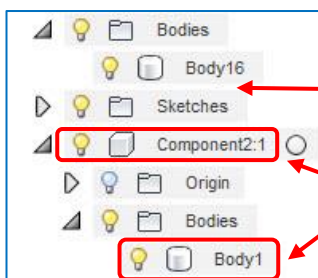 Bodies
Body16
Sketches
Component2:1
Origin
Bodies
Body1